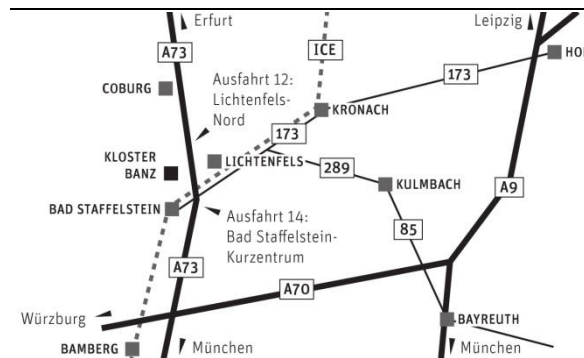 Erfurt
Leipzig
A73
ICE
HO
173
COBURG
Ausfahrt 12:
Lichtenfels-
Nord
KRONACH
173
KLOSTER
BANZ
LICHTENFELS
289
KULMBACH
A9
BAD STAFFELSTEIN
Ausfahrt 14:
Bad Staffelstein-
Kurzentrum
85
A73
A70
Würzburg
BAYREUTH
BAMBERG
München
München